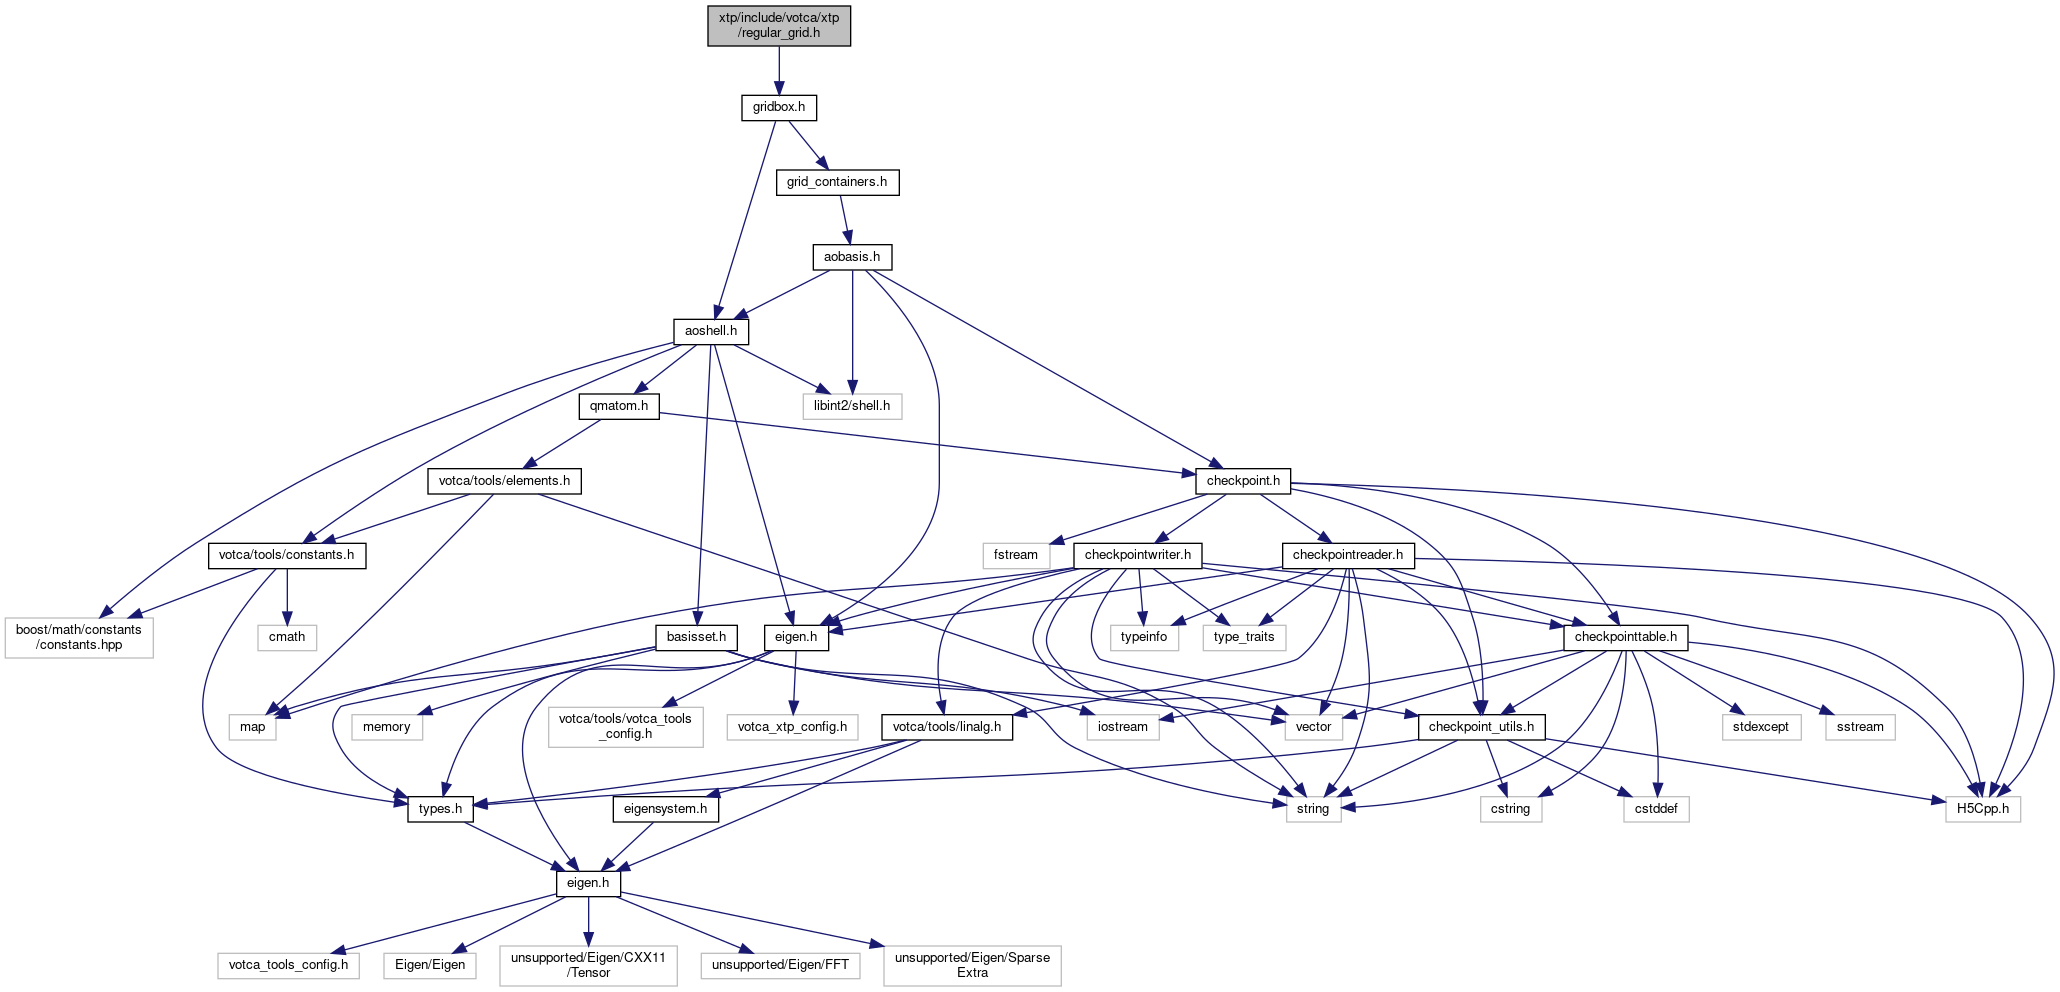 xtp/include/votca/xtp
/regular_grid.h
gridbox.h
grid_containers.h
aobasis.h
aoshell.h
qmatom.h
libint2/shell.h
votca/tools/elements.h
checkpoint.h
votca/tools/constants.h
fstream
checkpointwriter.h
checkpointreader.h
boost/math/constants
/constants.hpp
cmath
basisset.h
eigen.h
typeinfo
type_traits
checkpointtable.h
map
memory
votca/tools/votca_tools
_config.h
votca_xtp_config.h
votca/tools/linalg.h
iostream
vector
checkpoint_utils.h
stdexcept
sstream
types.h
eigensystem.h
string
cstring
cstddef
H5Cpp.h
eigen.h
votca_tools_config.h
Eigen/Eigen
unsupported/Eigen/CXX11
/Tensor
unsupported/Eigen/FFT
unsupported/Eigen/Sparse
Extra